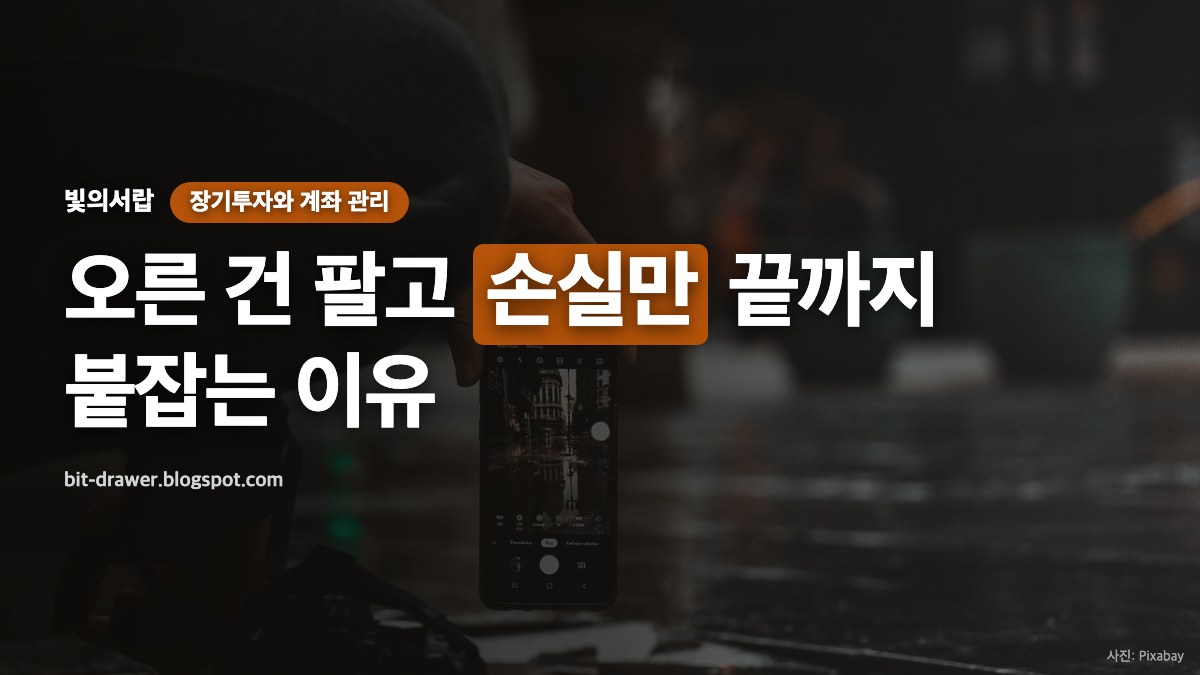 빛의서랍 장기투자와 계좌 관리
오른 건 팔고 손실만 끝까지
붙잡는 이유
bit-drawer.blogspot.com
사진: Pixabay